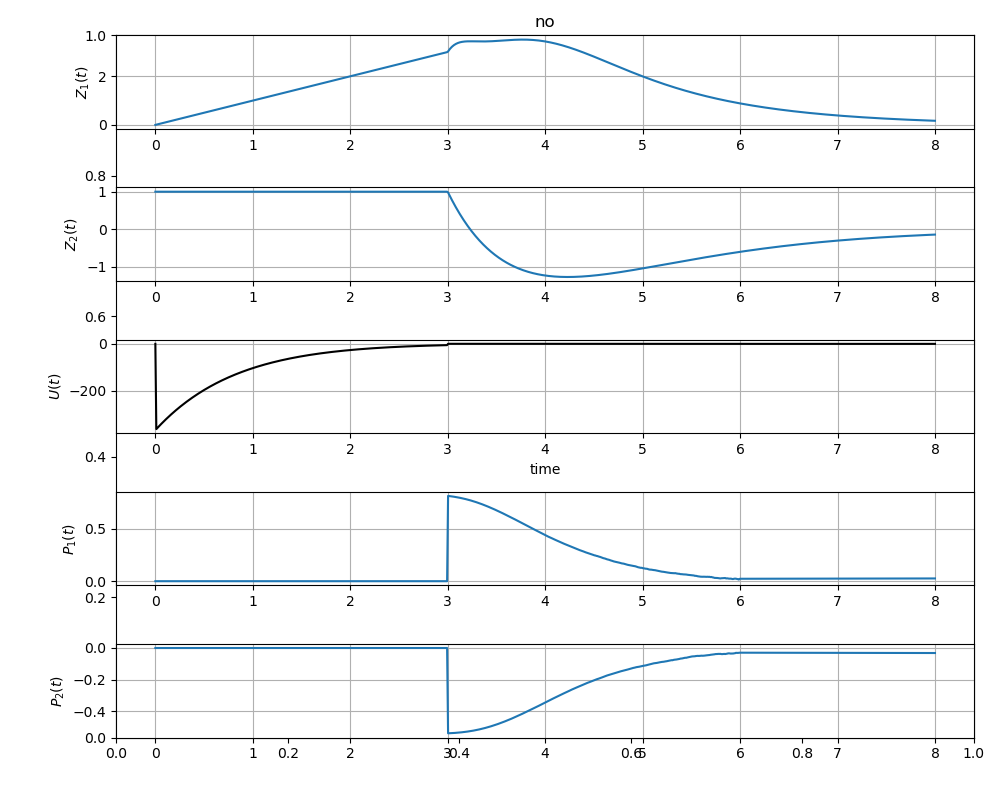 no
1.0
2
0
Z₁(t)
0 1 2 3 4 5 6 7 8
0.8
1
0
−1
Z₂(t)
0 1 2 3 4 5 6 7 8
0.6
0
−200
U(t)
0 1 2 3 4 5 6 7 8
0.4
time
0.5
0.0
P₁(t)
0 1 2 3 4 5 6 7 8
0.2
0.0
−0.2
−0.4
P₂(t)
0.0
0.0 0 1 0.2 2 3 0.4 4 0.6 5 6 0.8 7 8 1.0